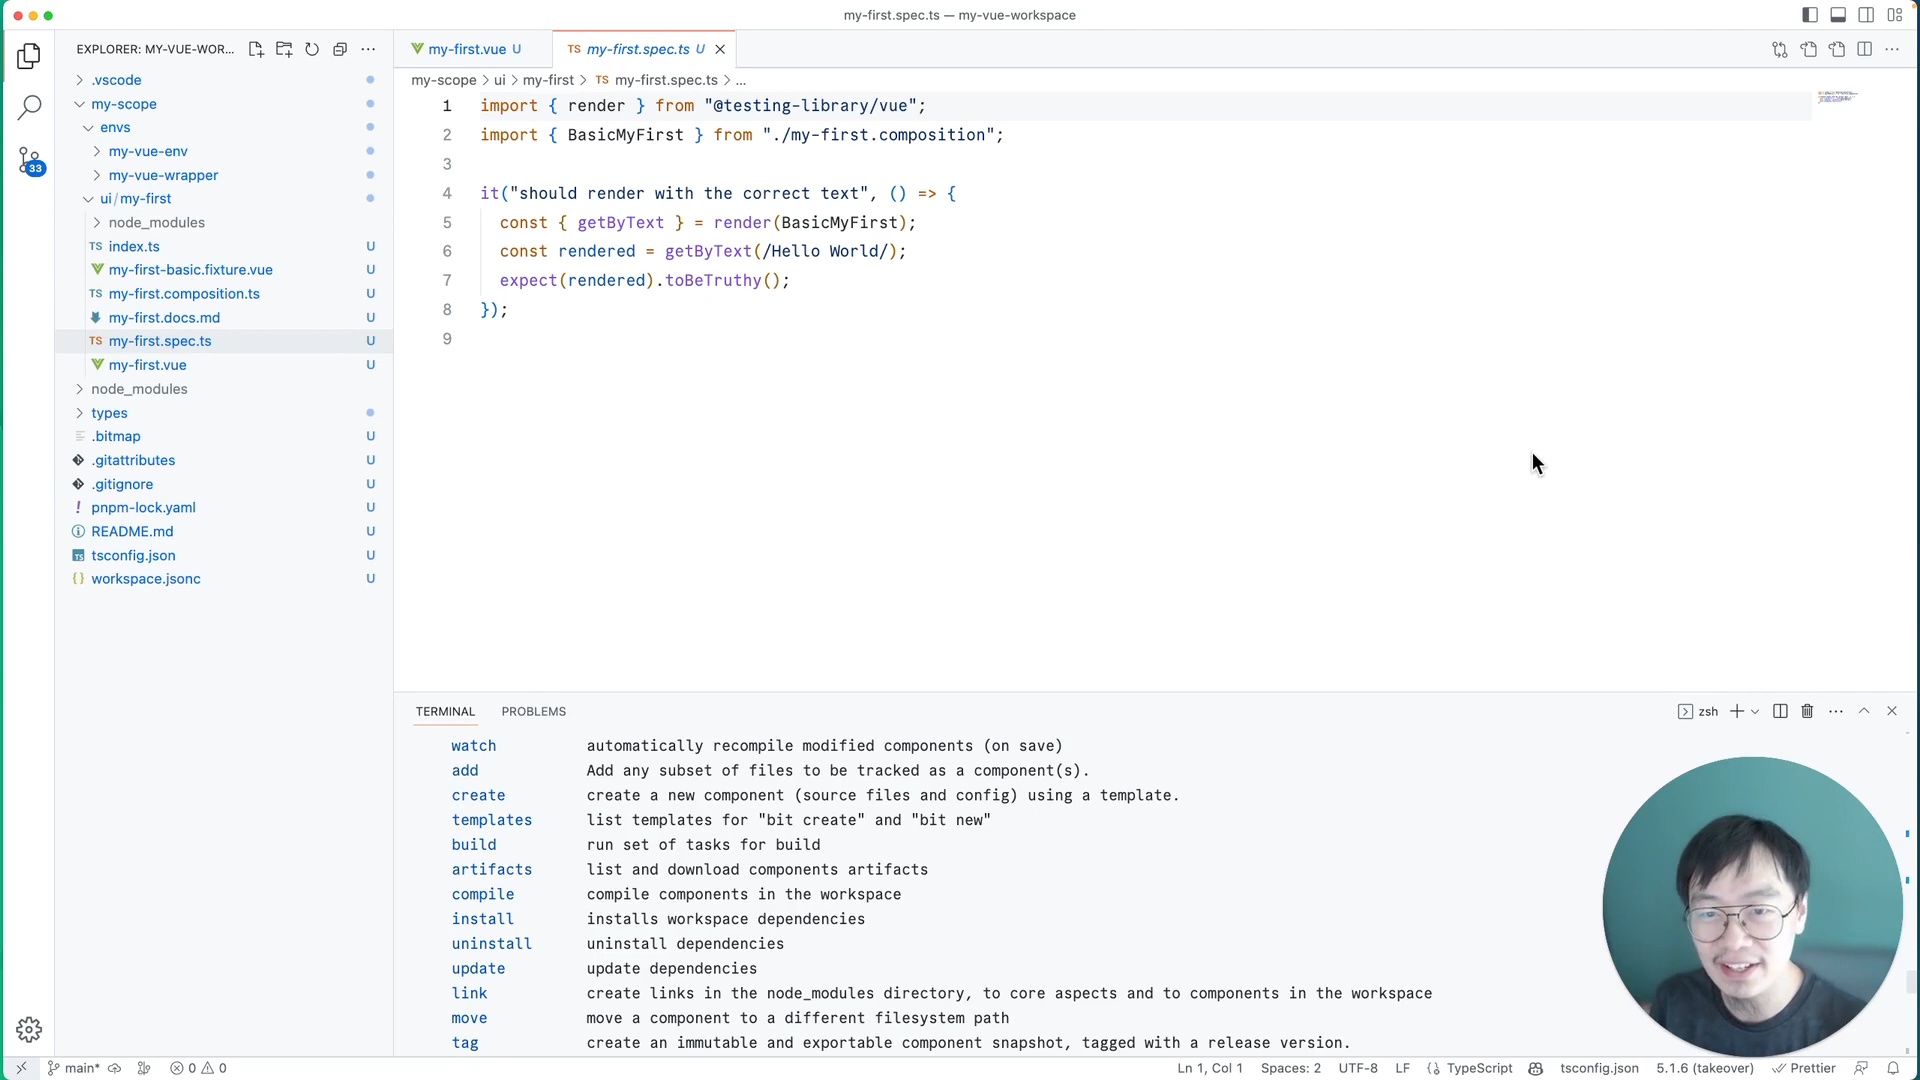 my-first.spec.ts — my-vue-workspace
EXPLORER: MY-VUE-WOR...
my-first.vue U
TS my-first.spec.ts U
my-scope > ui > my-first > TS my-first.spec.ts > ...
.vscode
my-scope
envs
my-vue-env
my-vue-wrapper
ui/my-first
node_modules
TS index.ts U
my-first-basic.fixture.vue U
TS my-first.composition.ts U
my-first.docs.md U
TS my-first.spec.ts U
my-first.vue U
node_modules
types
.bitmap U
.gitattributes U
.gitignore U
! pnpm-lock.yaml U
README.md U
TS tsconfig.json U
{} workspace.jsonc U
33
1 import { render } from "@testing-library/vue";
2 import { BasicMyFirst } from "./my-first.composition";
3
4 it("should render with the correct text", () => {
5 const { getByText } = render(BasicMyFirst);
6 const rendered = getByText(/Hello World/);
7 expect(rendered).toBeTruthy();
8 });
9
TERMINAL PROBLEMS
zsh
watch automatically recompile modified components (on save)
add Add any subset of files to be tracked as a component(s).
create create a new component (source files and config) using a template.
templates list templates for "bit create" and "bit new"
build run set of tasks for build
artifacts list and download components artifacts
compile compile components in the workspace
install installs workspace dependencies
uninstall uninstall dependencies
update update dependencies
link create links in the node_modules directory, to core aspects and to components in the workspace
move move a component to a different filesystem path
tag create an immutable and exportable component snapshot, tagged with a release version.
main* 0 0 Ln 1, Col 1 Spaces: 2 UTF-8 LF TypeScript tsconfig.json 5.1.6 (takeover) Prettier